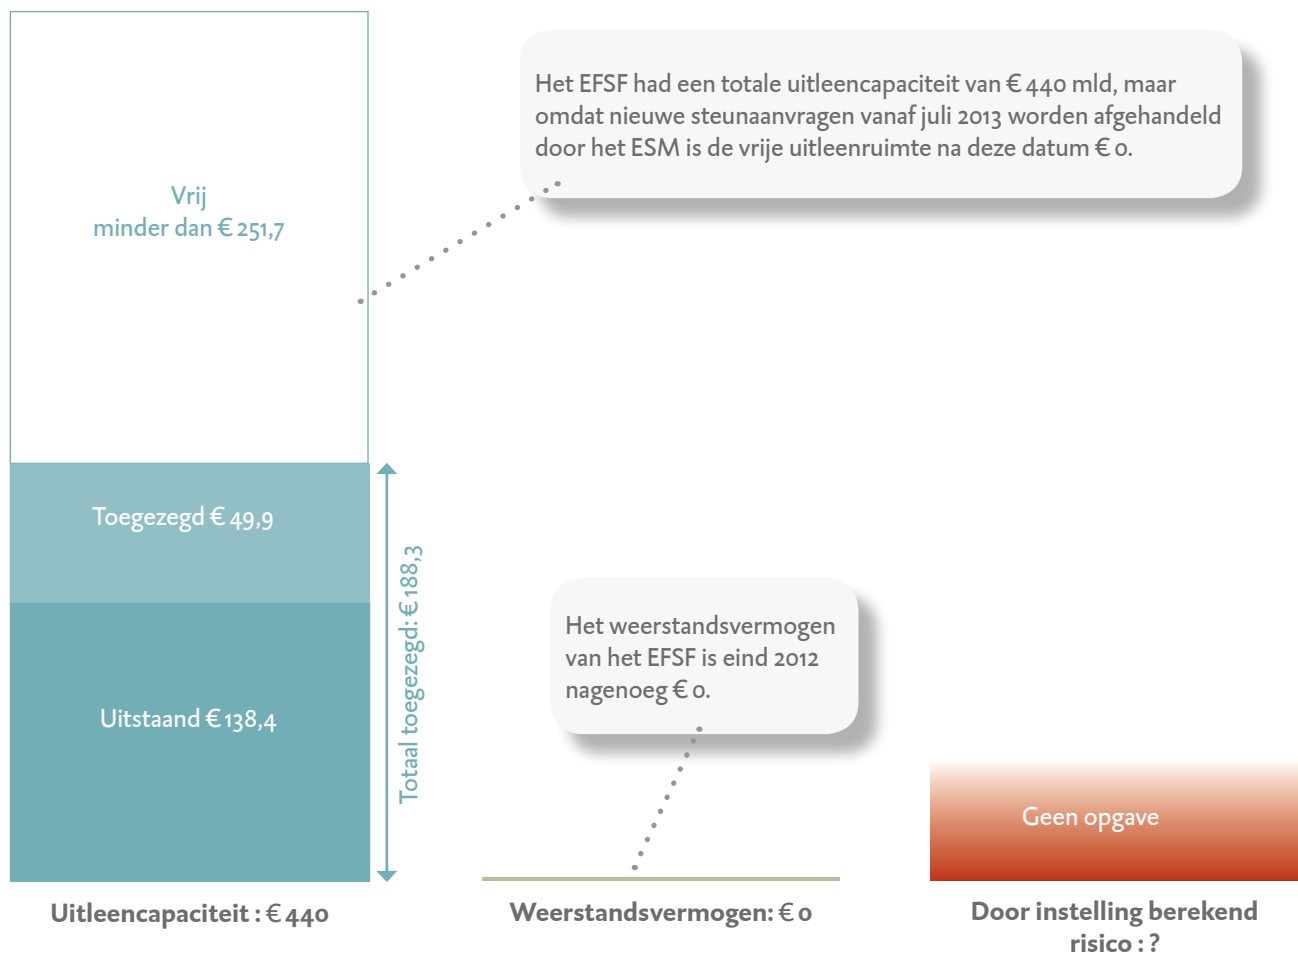 Het EFSF had een totale uitleencapaciteit van € 440 mld, maar
omdat nieuwe steunaanvragen vanaf juli 2013 worden afgehandeld
door het ESM is de vrije uitleenruimte na deze datum € 0.
Vrij
minder dan € 251,7
Toegezegd € 49,9
Uitstaand € 138,4
Totaal toegezegd: € 188,3
Het weerstandsvermogen
van het EFSF is eind 2012
nagenoeg € 0.
Geen opgave
Uitleencapaciteit : € 440
Weerstandsvermogen: € 0
Door instelling berekend
risico : ?